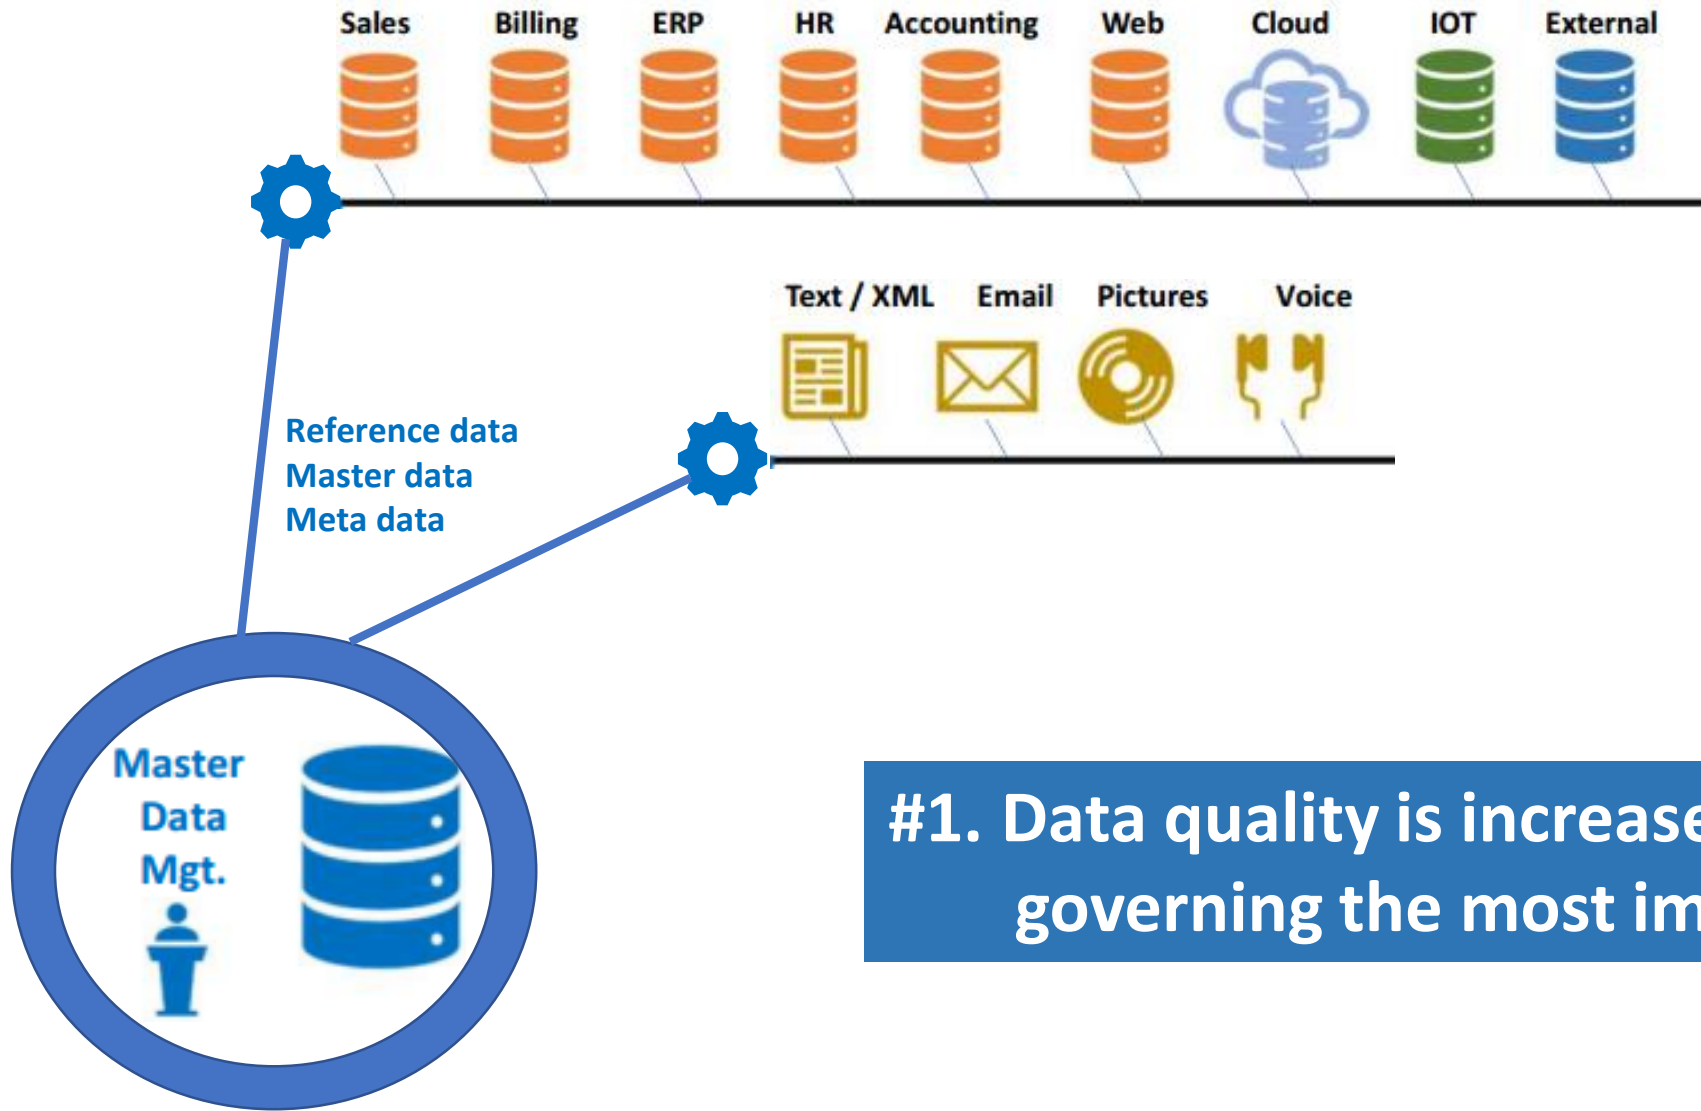 Sales Billing ERP HR Accounting Web Cloud IOT External
Text / XML Email Pictures Voice
Reference data
Master data
Meta data
Master
Data
Mgt.
#1. Data quality is increase
governing the most im